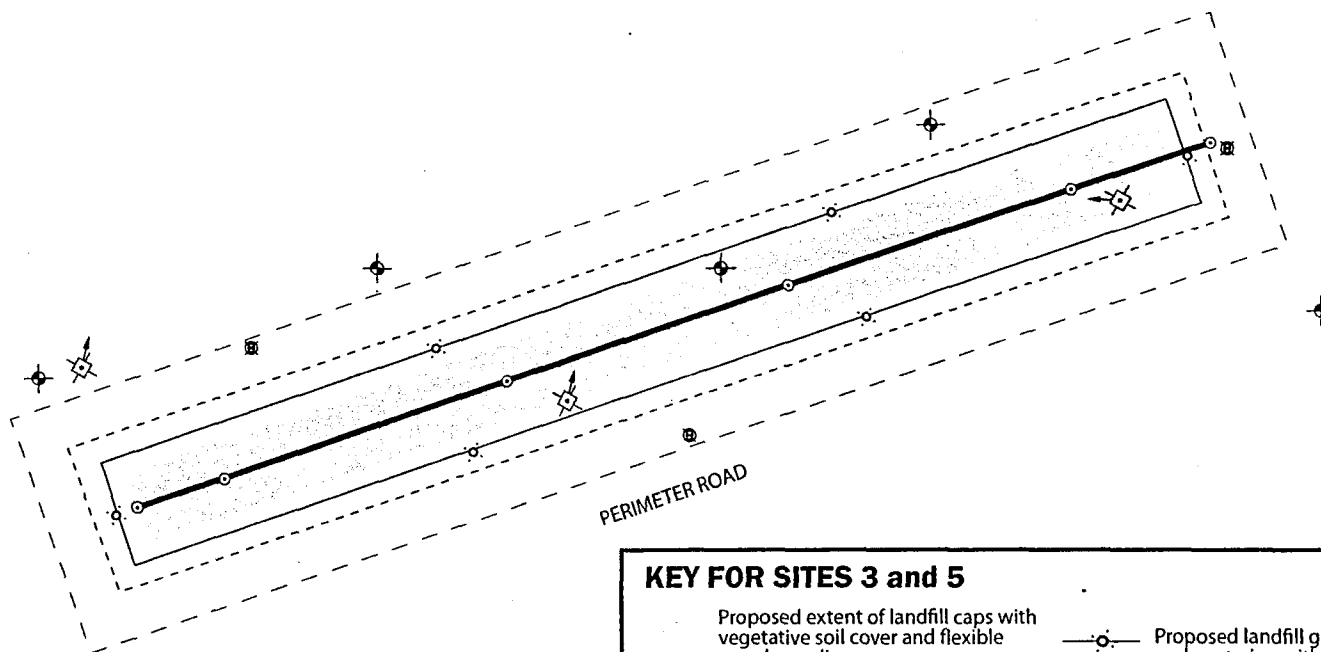 PERIMETER ROAD
KEY FOR SITES 3 and 5
Proposed extent of landfill caps with
vegetative soil cover and flexible
Proposed landfill g